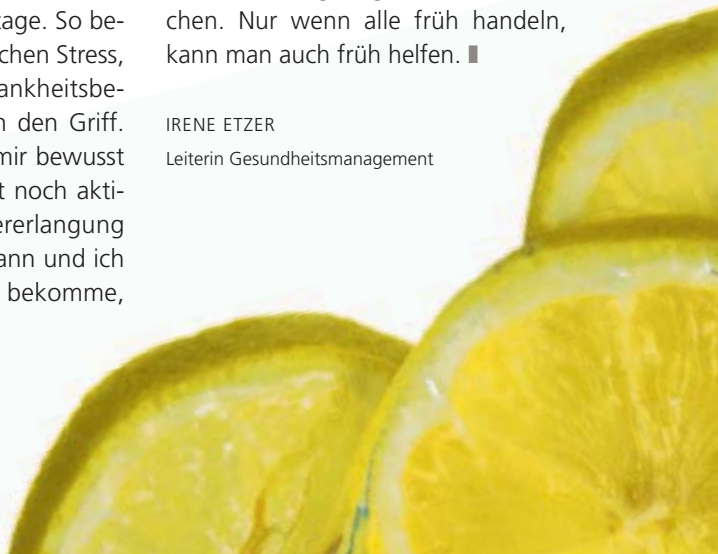 tage. So be-
chen Stress,
ankheitsbe-
den Griff.
mir bewusst
t noch akti-
ererlangung
ann und ich
bekomme,
chen. Nur wenn alle früh handeln,
kann man auch früh helfen.
IRENE ETZER
Leiterin Gesundheitsmanagement